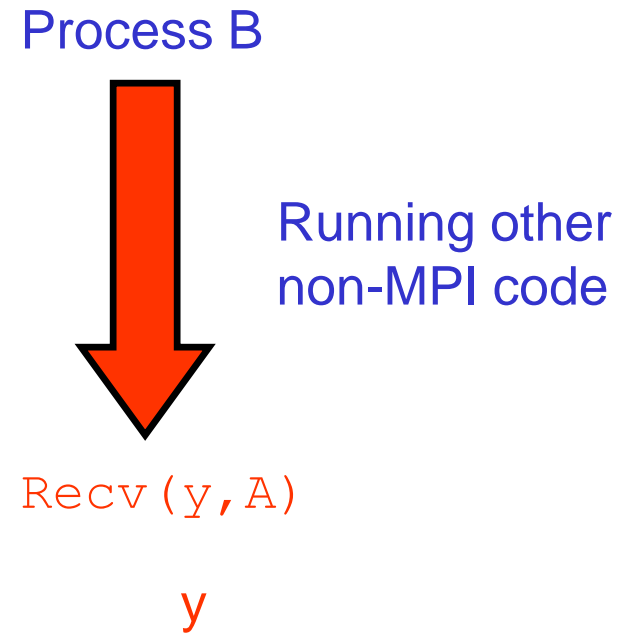 Process B
Running other
non-MPI code
Recv(y,A)
y